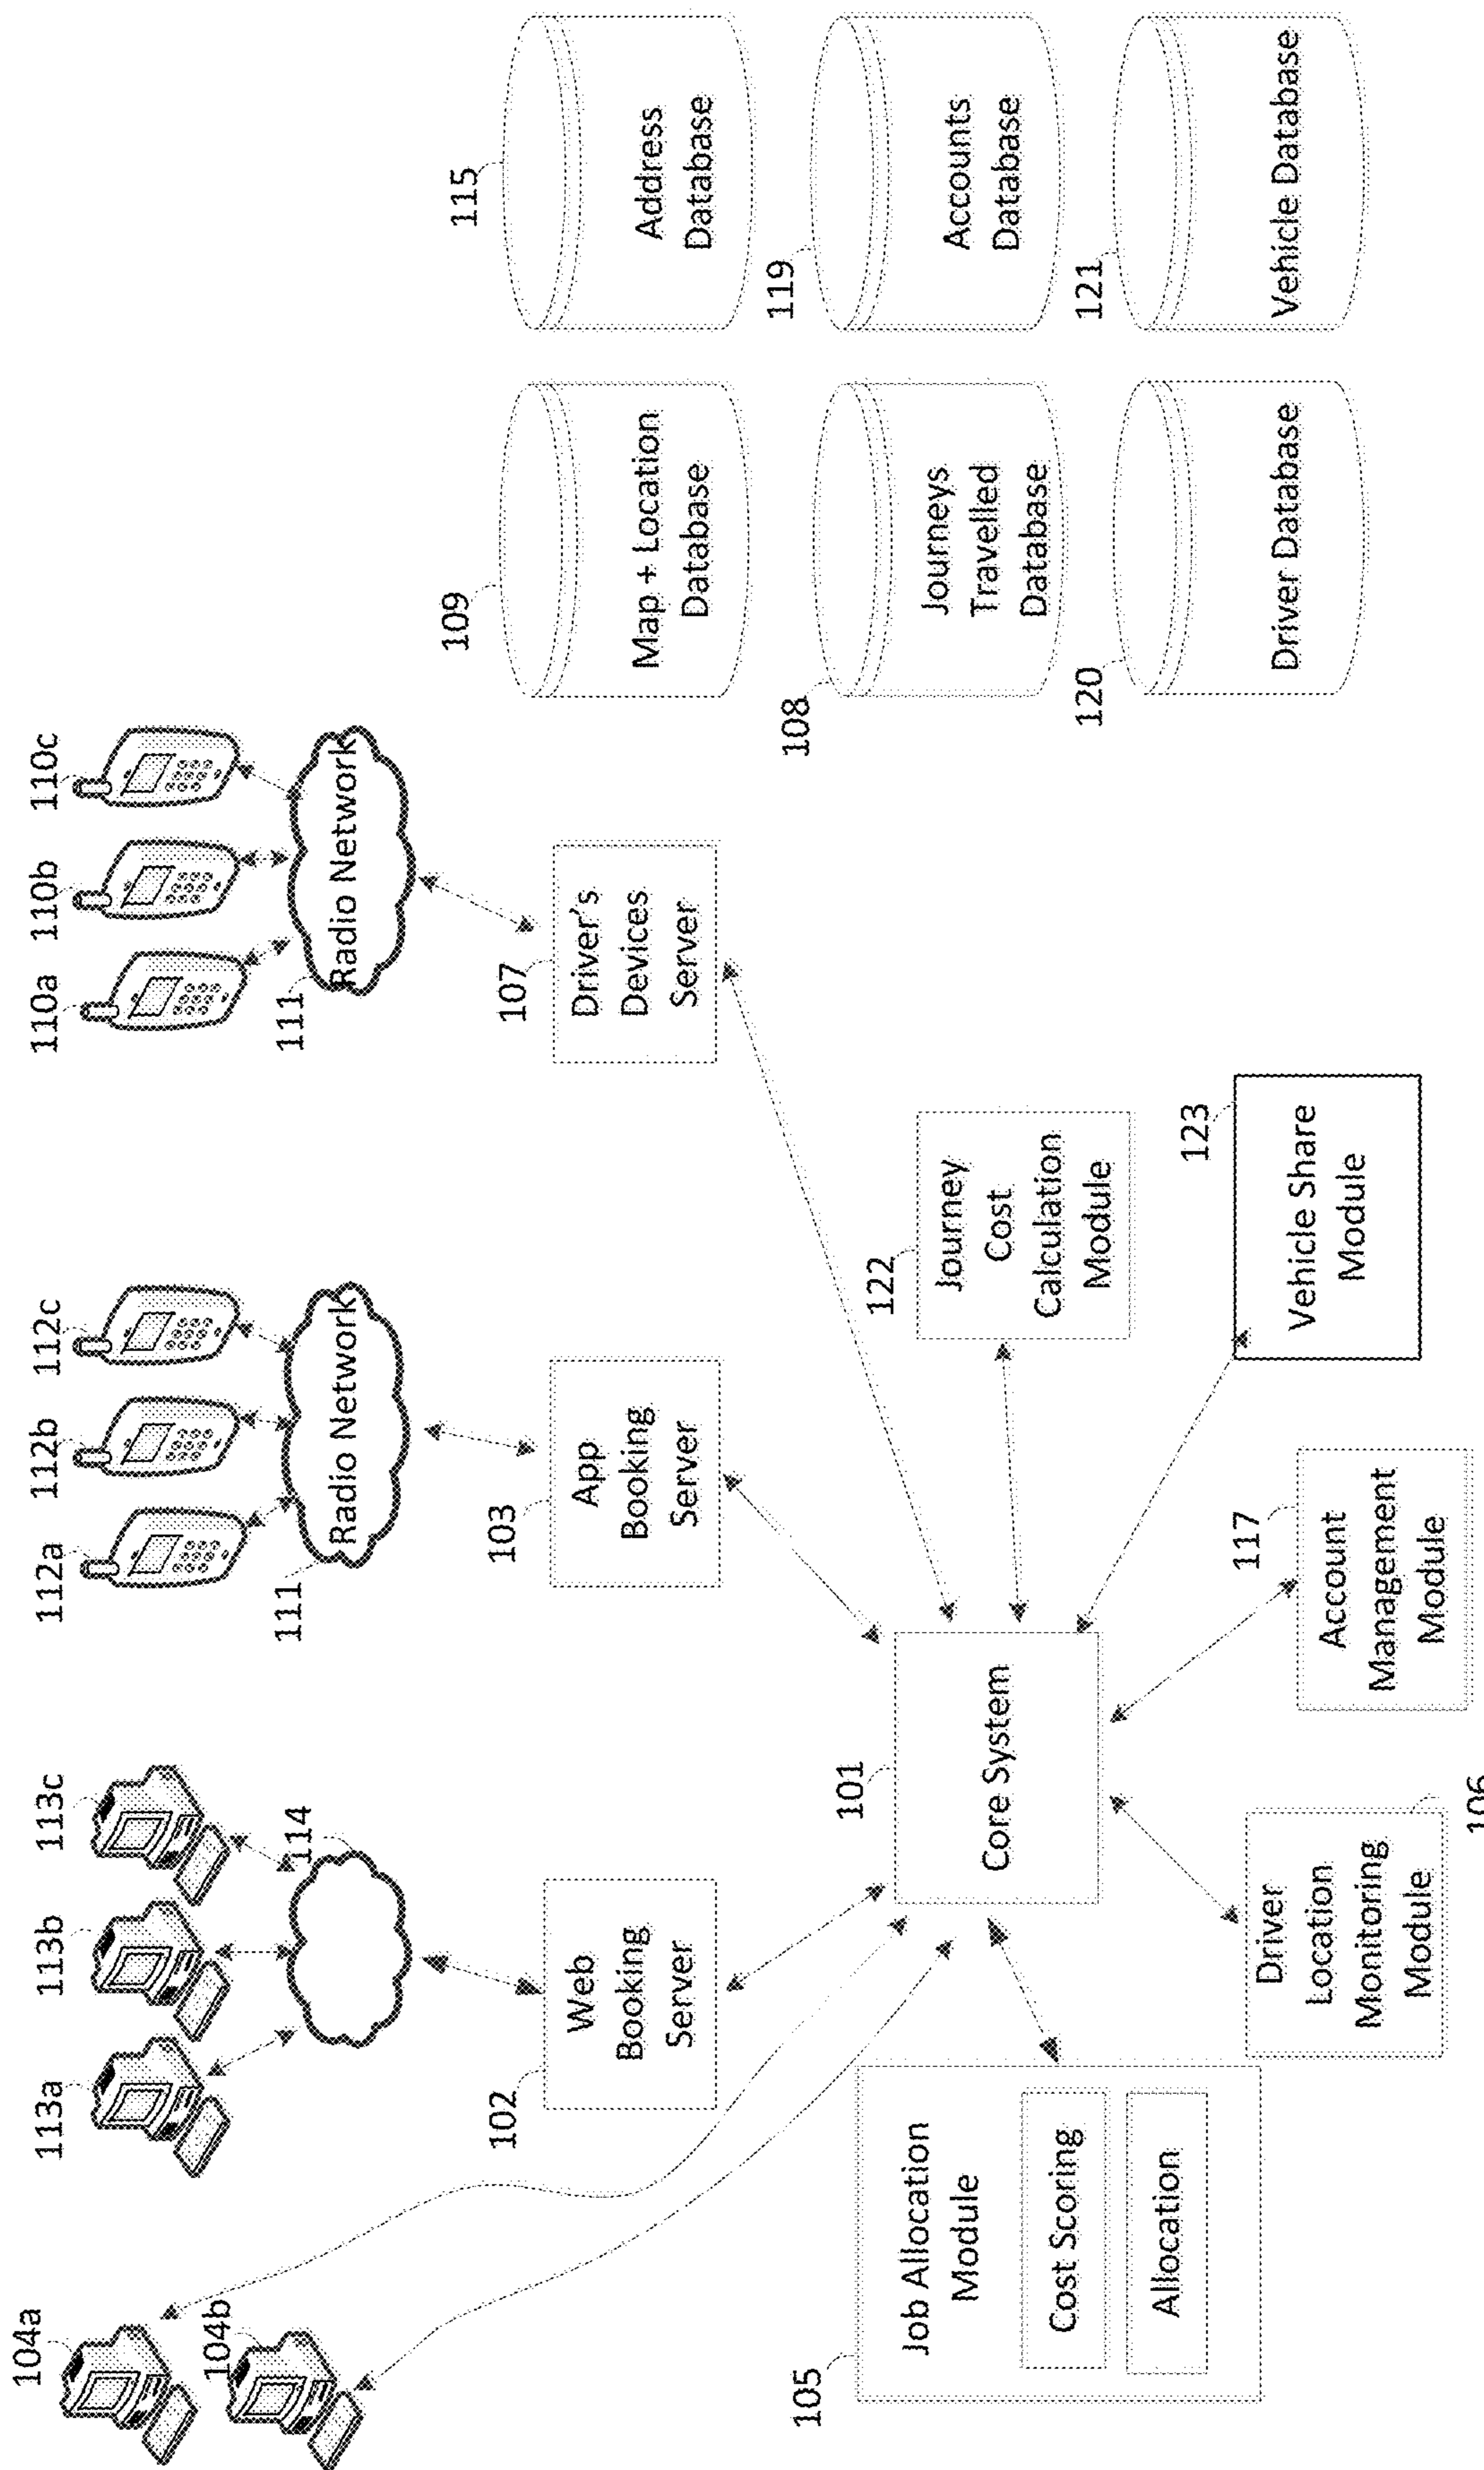 104a
104b
113a
113b
113c
114
112a
112b
112c
111
Radio Network
110a
110b
110c
111
Radio Network
102
Web
Booking
Server
103
App
Booking
Server
107
Driver's
Devices
Server
109
Map + Location
Database
115
Address
Database
108
Journeys
Travelled
Database
119
Accounts
Database
120
Driver Database
121
Vehicle Database
101
Core System
105
Job Allocation
Module
Cost Scoring
Allocation
Driver
Location
Monitoring
Module
106
117
Account
Management
Module
122
Journey
Cost
Calculation
Module
123
Vehicle Share
Module